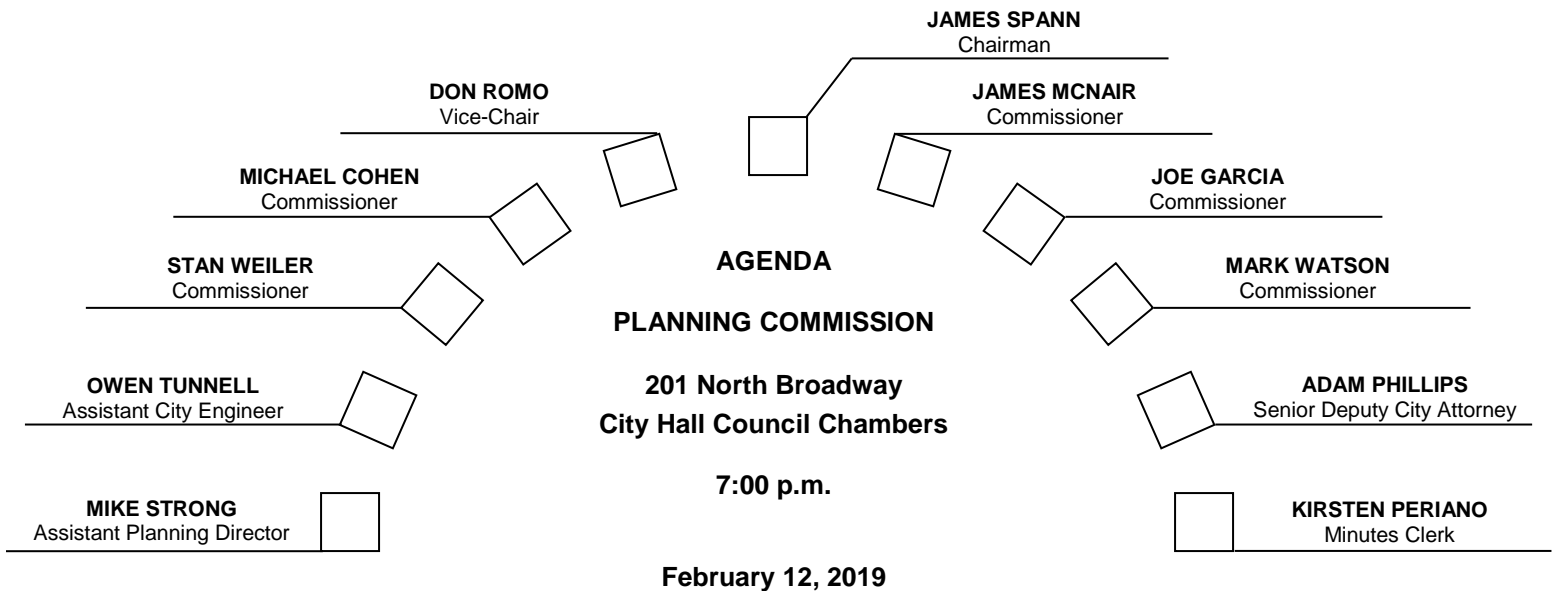 JAMES SPANN
Chairman
DON ROMO
Vice-Chair
JAMES MCNAIR
Commissioner
MICHAEL COHEN
Commissioner
JOE GARCIA
Commissioner
STAN WEILER
Commissioner
AGENDA
MARK WATSON
Commissioner
PLANNING COMMISSION
OWEN TUNNELL
Assistant City Engineer
201 North Broadway
City Hall Council Chambers
ADAM PHILLIPS
Senior Deputy City Attorney
7:00 p.m.
MIKE STRONG
Assistant Planning Director
KIRSTEN PERIANO
Minutes Clerk
February 12, 2019